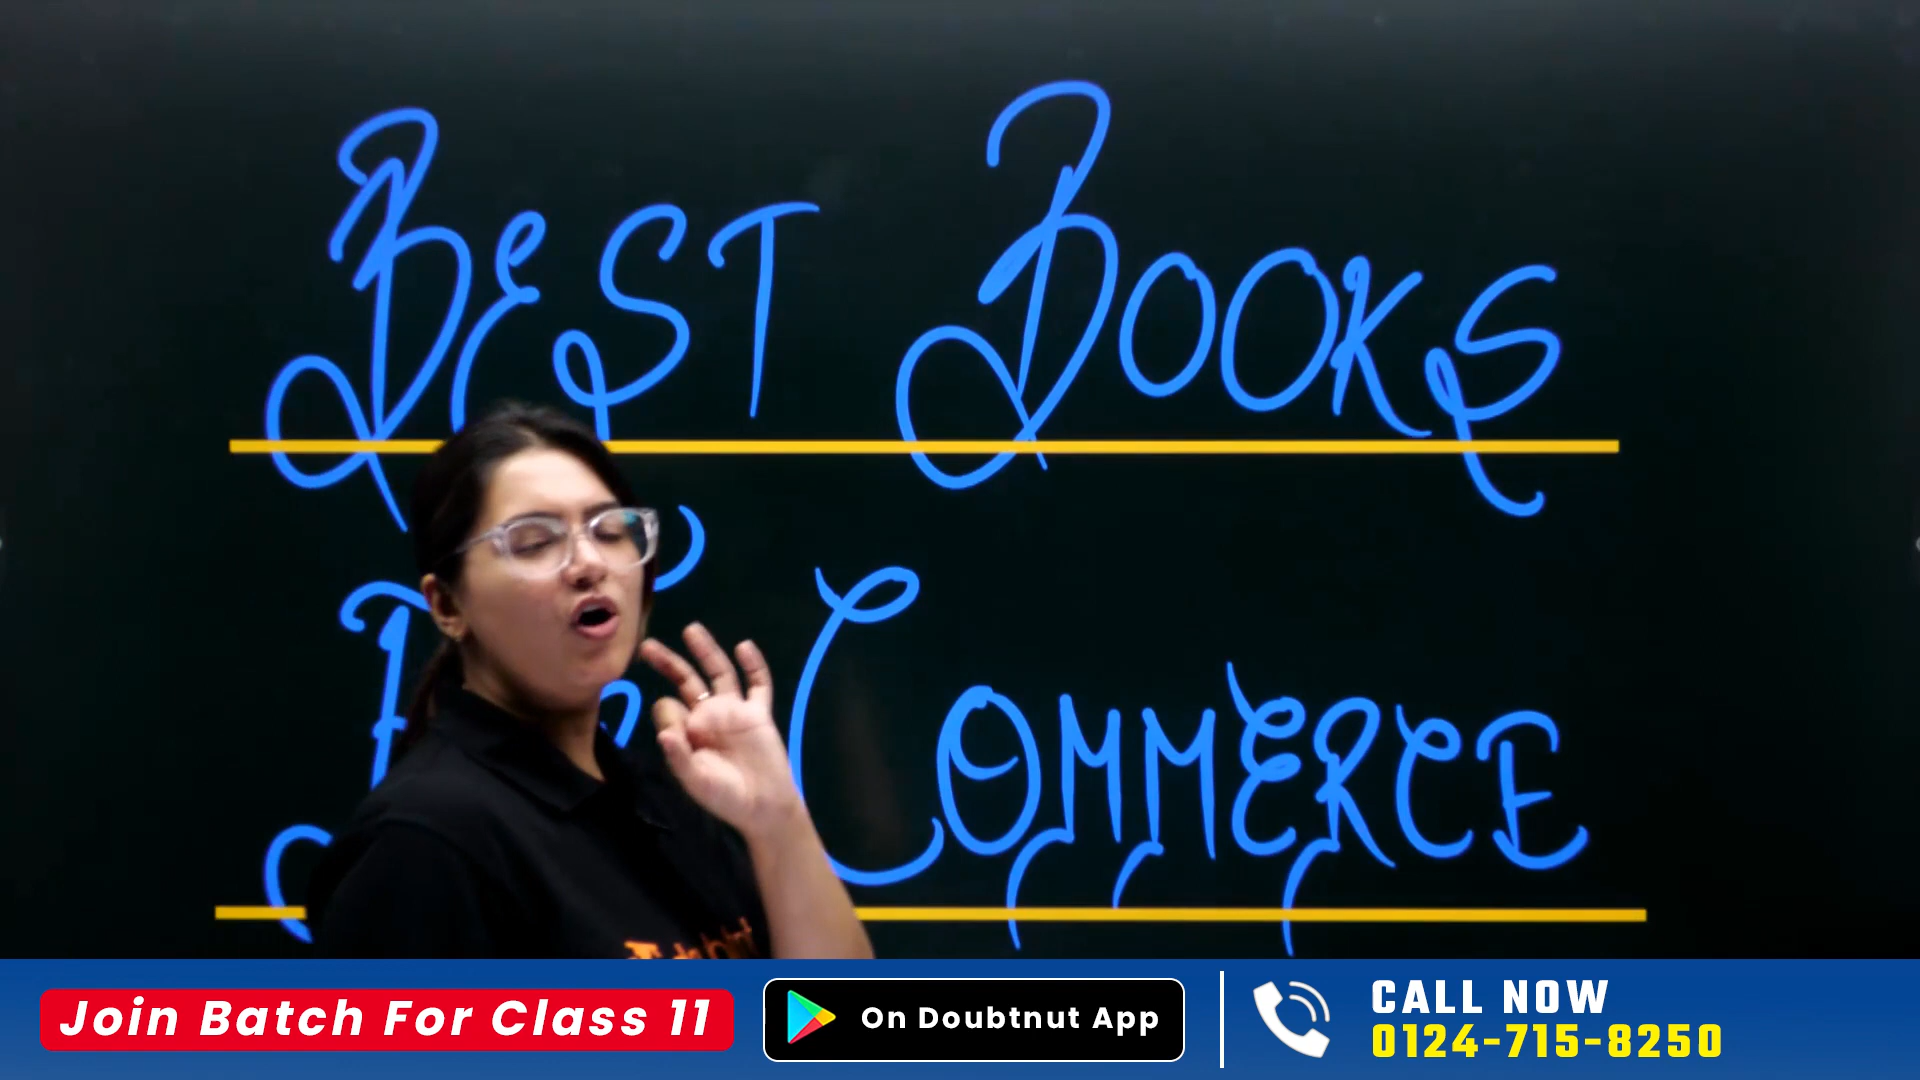 BEST BOOKS
COMMERCE
Join Batch For Class 11
On Doubtnut App
CALL NOW
0124-715-8250